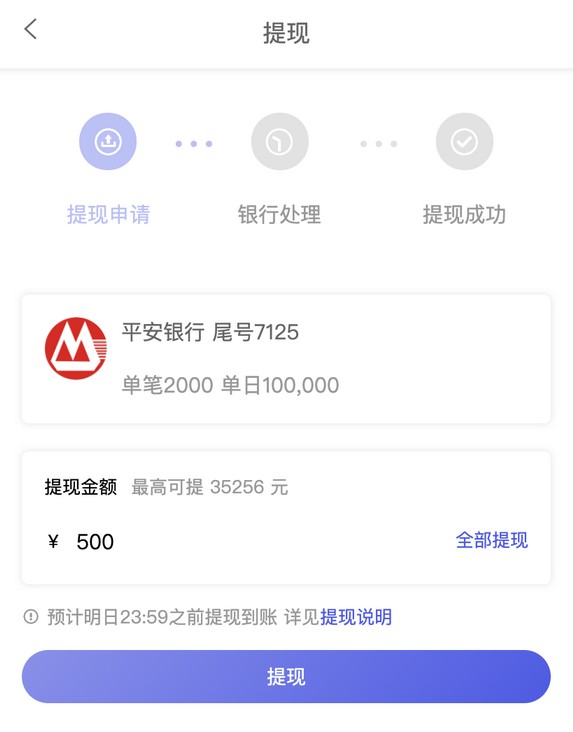 提现
提现申请 银行处理 提现成功
平安银行 尾号7125
单笔2000 单日100,000
提现金额 最高可提 35256 元
¥ 500 全部提现
预计明日23:59之前提现到账 详见提现说明
提现